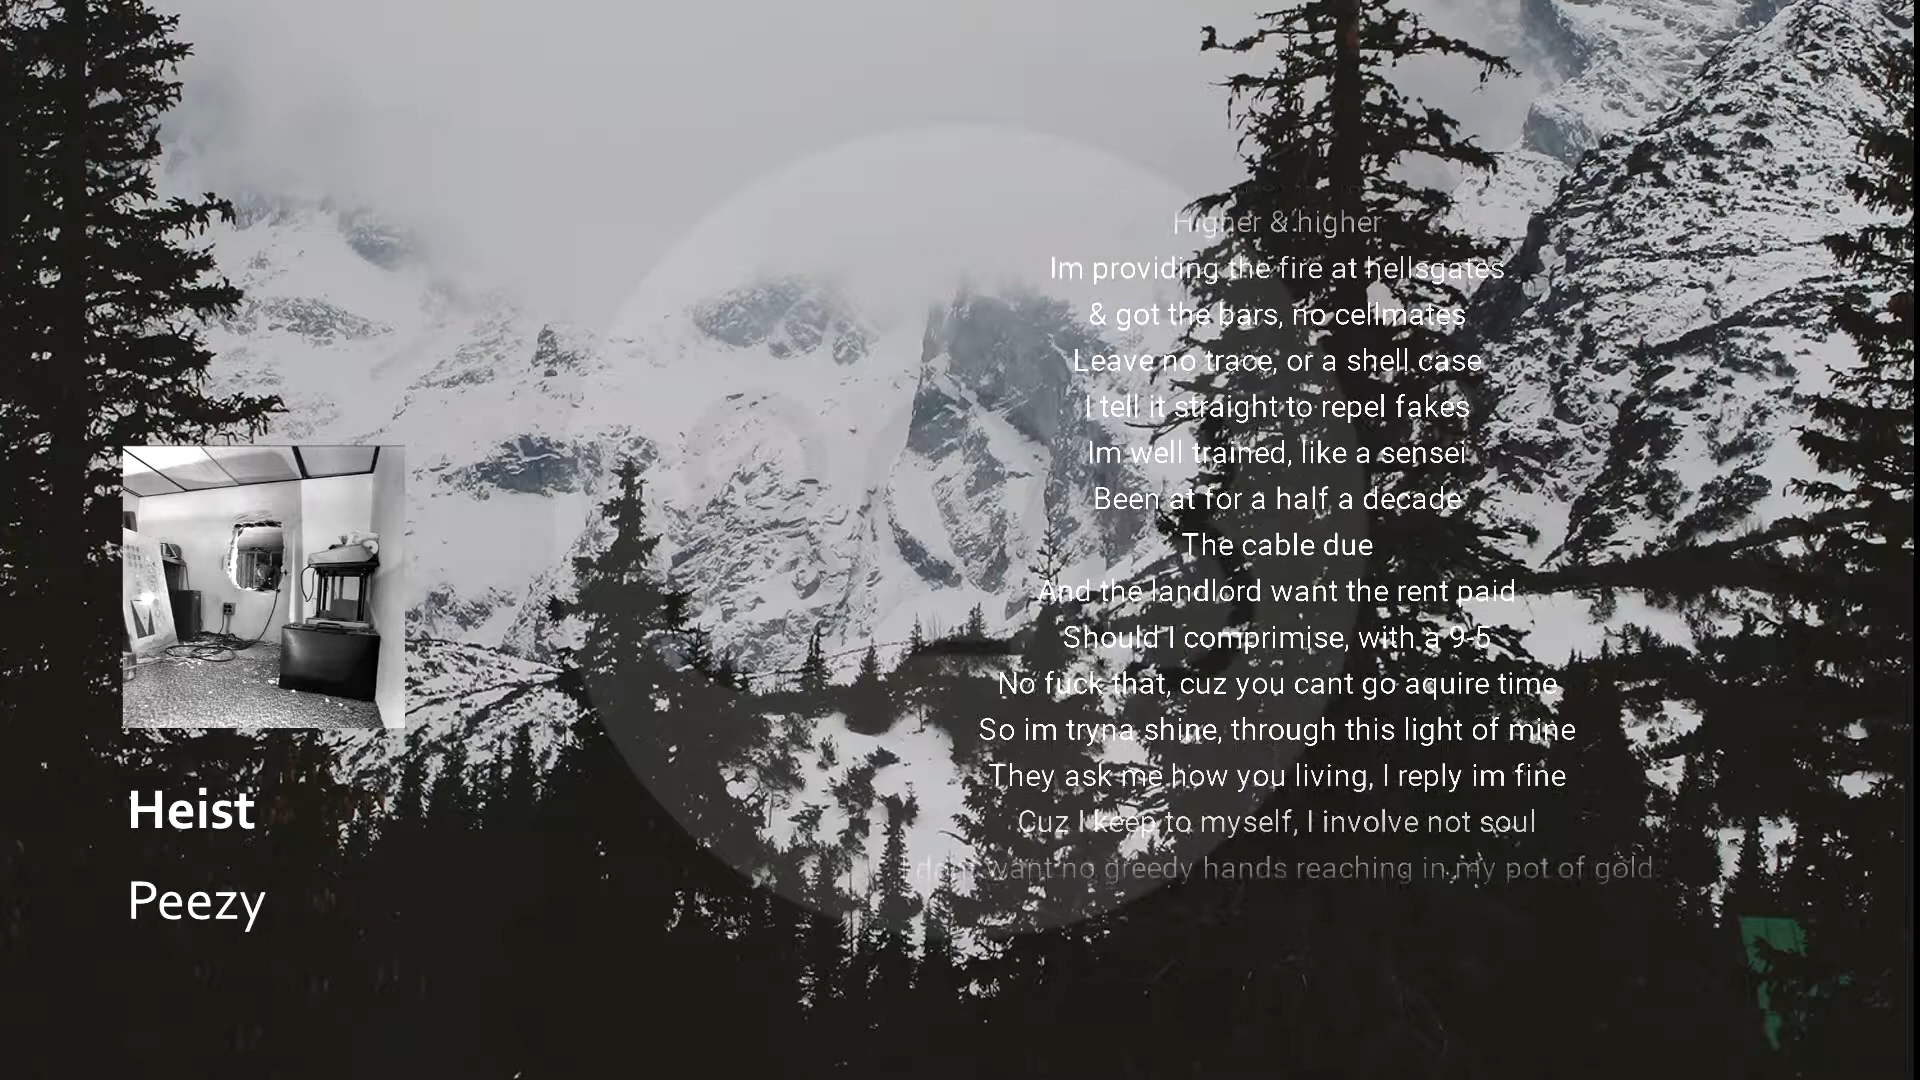 Higher & higher
Im providing the fire at hellsgates
& got the bars, no cellmates
Leave no trace, or a shell case
I tell it straight to repel fakes
Im well trained, like a sensei
Been at for a half a decade
The cable due
And the landlord want the rent paid
Should I comprimise, with a 9-5
No fuck that, cuz you cant go aquire time
So im tryna shine, through this light of mine
They ask me how you living, I reply im fine
Cuz I keep to myself, I involve not soul
I dont want no greedy hands reaching in my pot of gold
Heist
Peezy